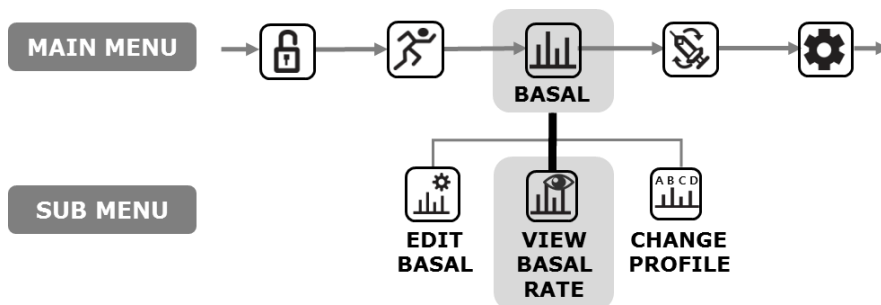 MAIN MENU
BASAL
SUB MENU
A B C D
EDIT
BASAL
VIEW
BASAL
RATE
CHANGE
PROFILE